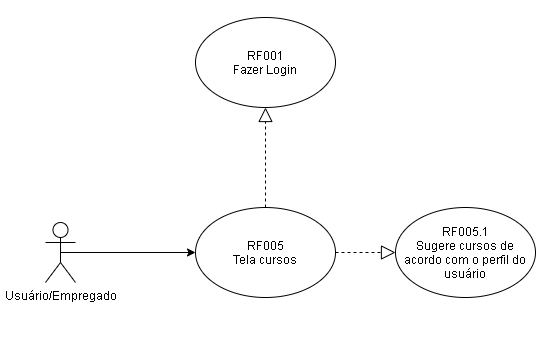 RF001
Fazer Login
RF005
Tela cursos
RF005.1
Sugere cursos de
acordo com o perfil do
usuário
Usuário/Empregado